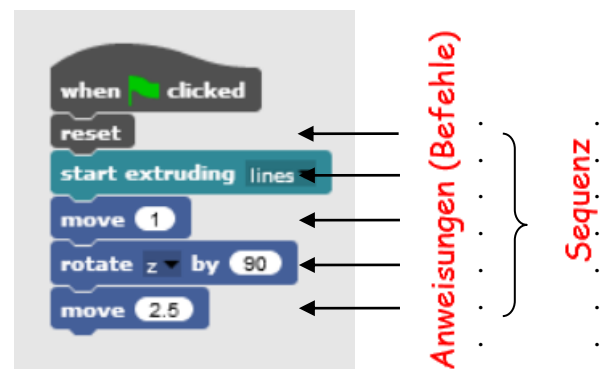 when clicked
reset
start extruding lines
move 1
rotate z by 90
move 2.5
Anweisungen (Befehle)
Sequenz